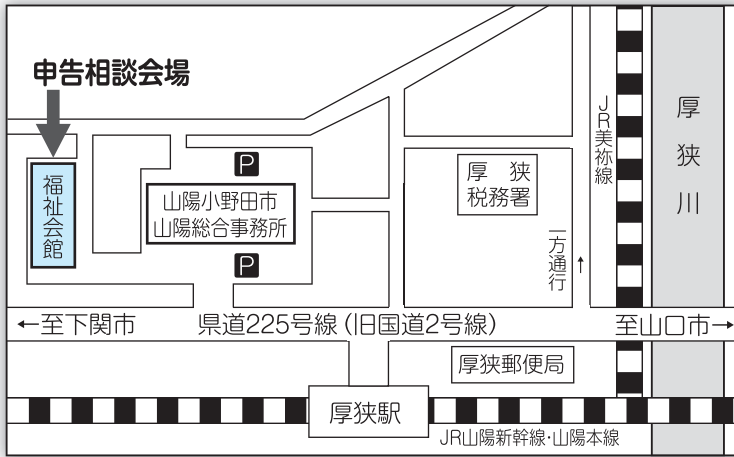 申告相談会場
福祉会館
P
山陽小野田市
山陽総合事務所
P
厚狭
税務署
一方通行↑
JR美祢線
厚狭川
←至下関市
県道225号線(旧国道2号線)
至山口市→
厚狭郵便局
厚狭駅
JR山陽新幹線・山陽本線